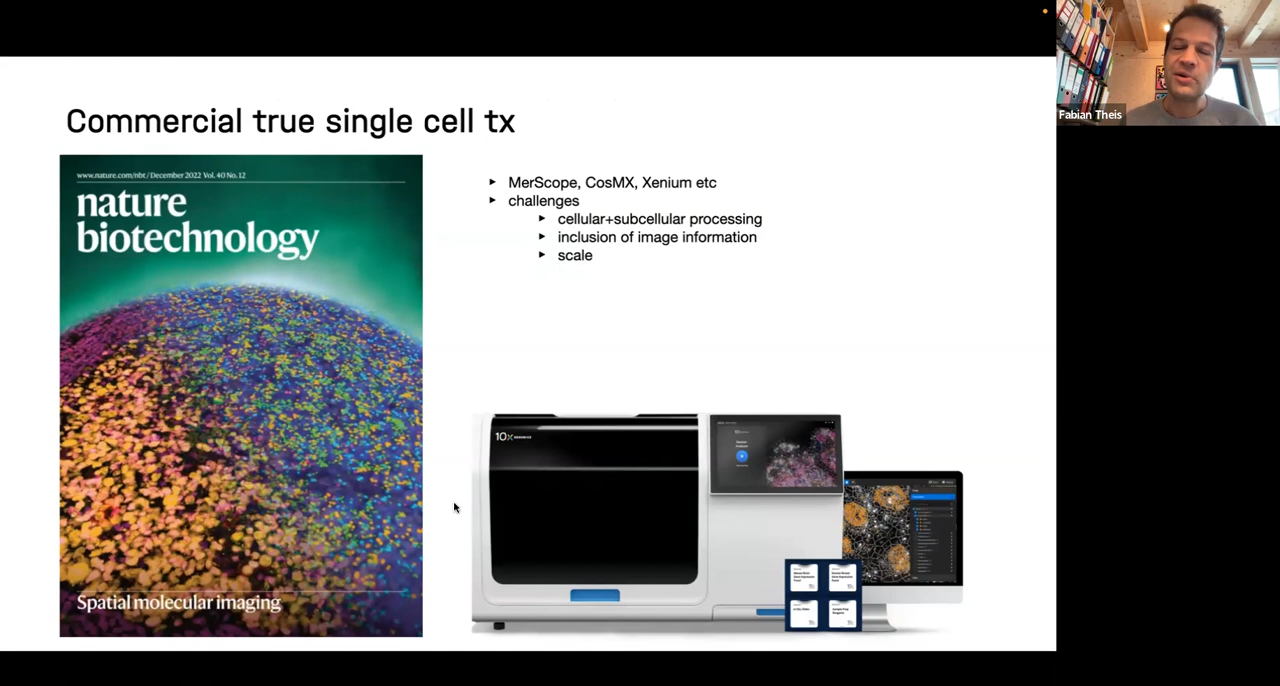 Fabian Theis
Commercial true single cell tx
www.nature.com/nbt / December 2022 Vol. 40 No. 12
nature
biotechnology
Spatial molecular imaging
MerScope, CosMX, Xenium etc
challenges
cellular+subcellular processing
inclusion of image information
scale
10X GENOMICS